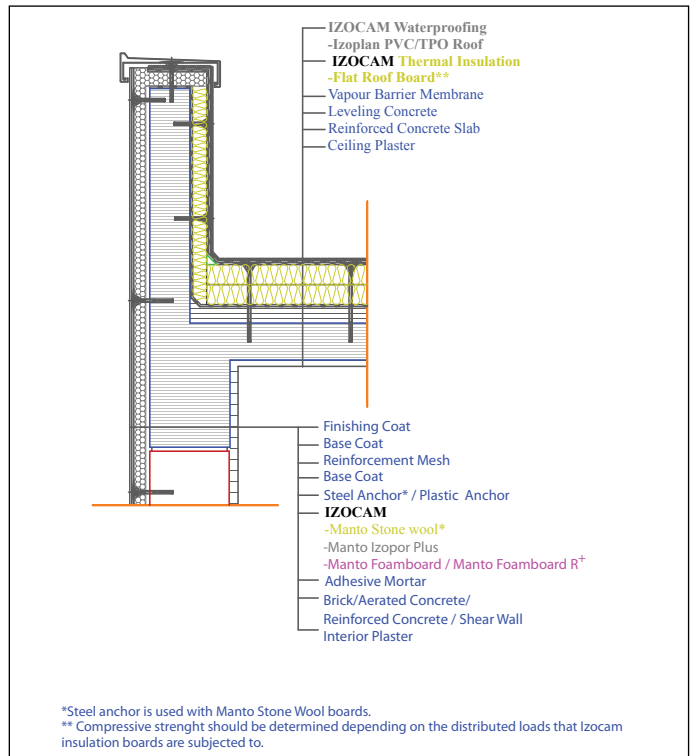 IZOCAM Waterproofing
-Izoplan PVC/TPO Roof
IZOCAM Thermal Insulation
-Flat Roof Board**
Vapour Barrier Membrane
Leveling Concrete
Reinforced Concrete Slab
Ceiling Plaster
Finishing Coat
Base Coat
Reinforcement Mesh
Base Coat
Steel Anchor* / Plastic Anchor
IZOCAM
-Manto Stone wool*
-Manto Izopor Plus
-Manto Foamboard / Manto Foamboard R+
Adhesive Mortar
Brick/Aerated Concrete/
Reinforced Concrete / Shear Wall
Interior Plaster
*Steel anchor is used with Manto Stone Wool boards.
** Compressive strenght should be determined depending on the distributed loads that Izocam
insulation boards are subjected to.